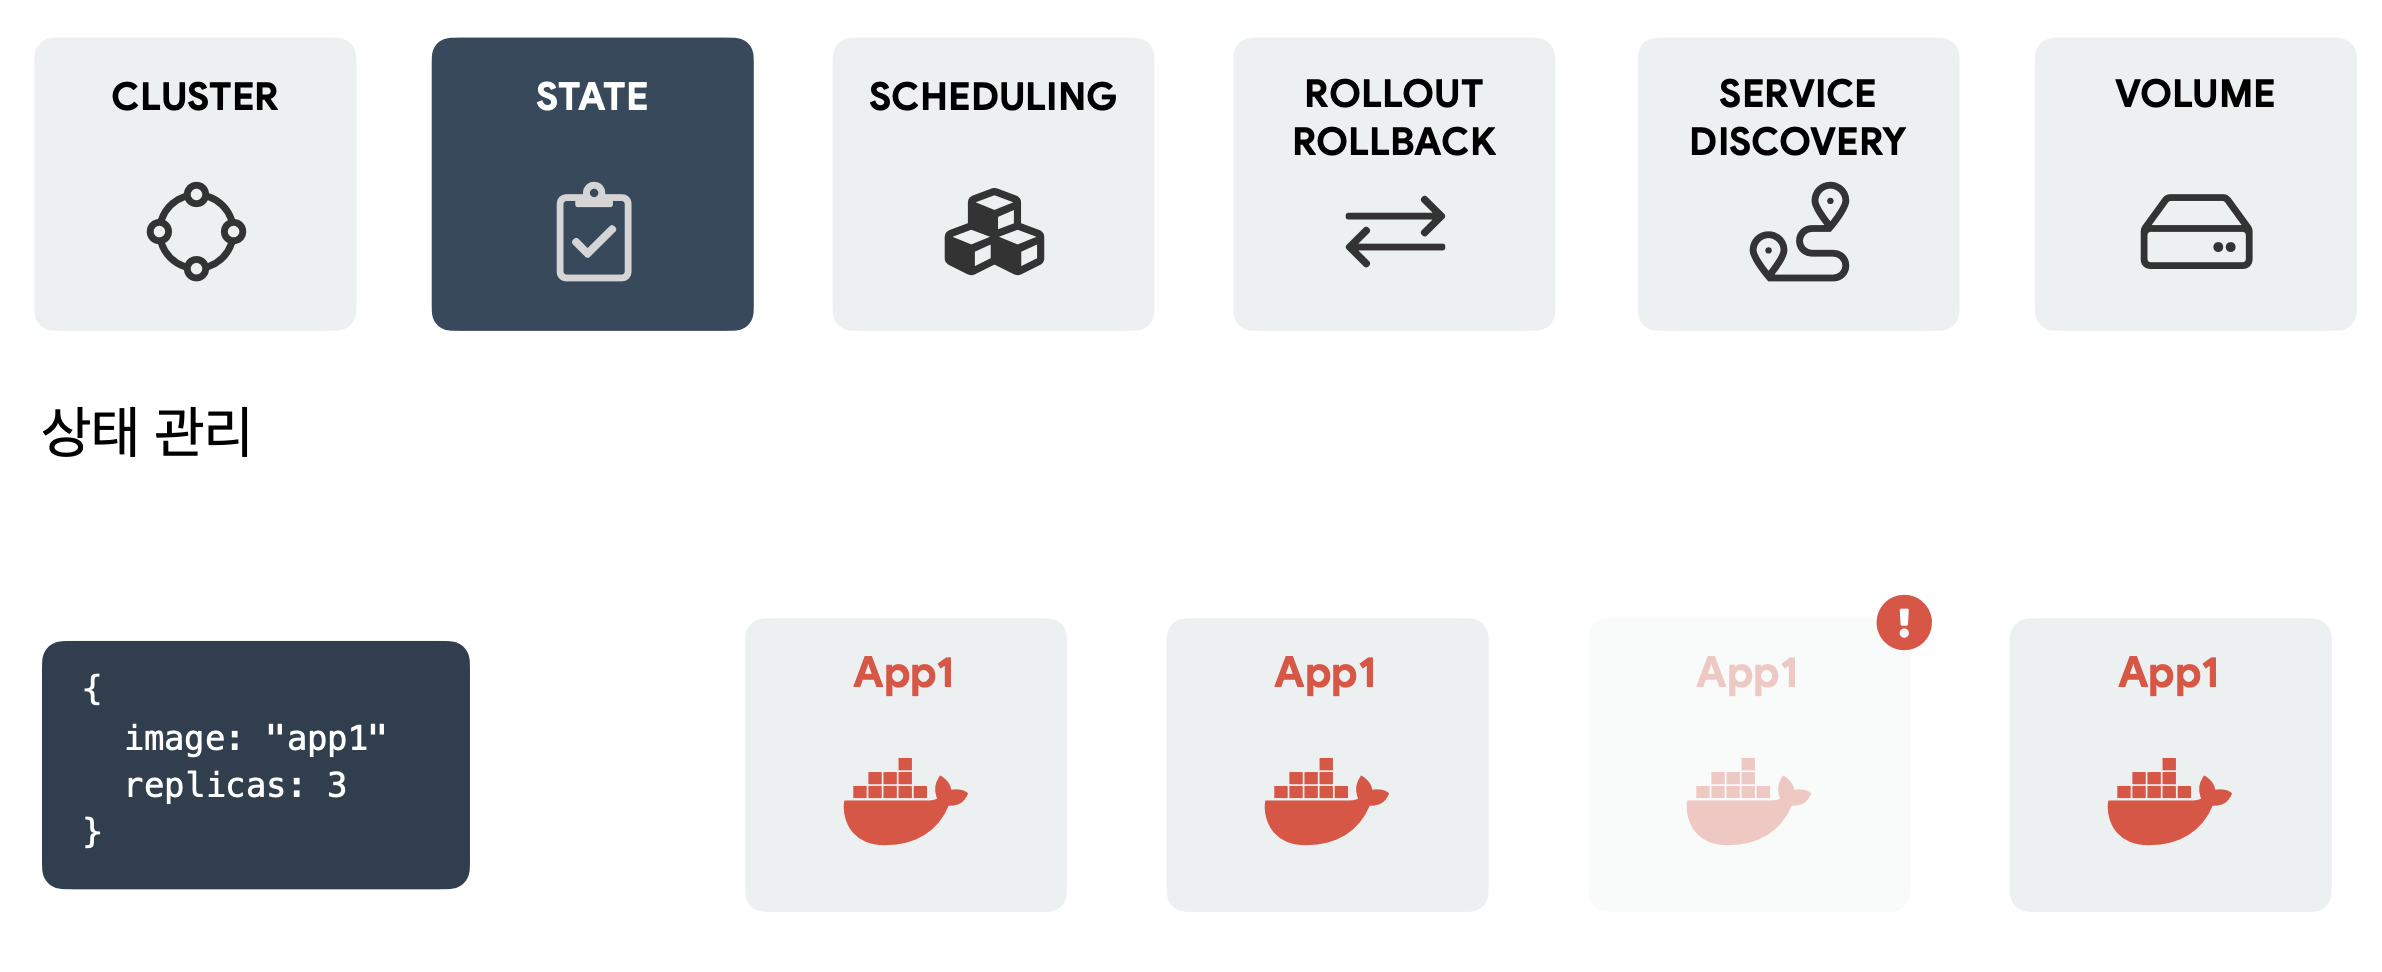 CLUSTER
STATE
SCHEDULING
ROLLOUT
ROLLBACK
SERVICE
DISCOVERY
VOLUME
상태 관리
{
image: "app1"
replicas: 3
}
App1
App1
App1
!
App1